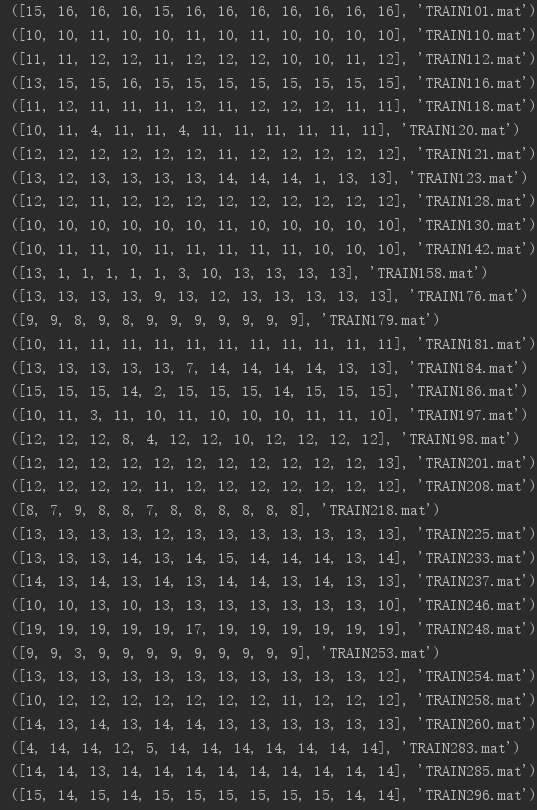 ([15, 16, 16, 16, 15, 16, 16, 16, 16, 16, 16, 16], 'TRAIN101.mat')
([10, 10, 11, 10, 10, 11, 10, 11, 10, 10, 10, 10], 'TRAIN110.mat')
([11, 11, 12, 12, 11, 12, 11, 12, 10, 10, 11, 12], 'TRAIN112.mat')
([13, 15, 15, 16, 15, 15, 15, 15, 15, 15, 15, 15], 'TRAIN116.mat')
([11, 12, 11, 11, 11, 12, 11, 12, 12, 12, 11, 11], 'TRAIN118.mat')
([10, 11, 4, 11, 11, 4, 11, 11, 11, 11, 11, 11], 'TRAIN120.mat')
([12, 12, 12, 12, 12, 12, 11, 12, 12, 12, 12, 12], 'TRAIN121.mat')
([13, 12, 13, 13, 13, 13, 14, 14, 14, 1, 13, 13], 'TRAIN123.mat')
([12, 12, 11, 12, 12, 12, 12, 12, 12, 12, 12, 12], 'TRAIN128.mat')
([10, 10, 10, 10, 10, 10, 11, 10, 10, 10, 10, 10], 'TRAIN130.mat')
([10, 11, 11, 10, 11, 11, 11, 11, 11, 10, 10, 10], 'TRAIN142.mat')
([13, 1, 1, 1, 1, 1, 3, 10, 13, 13, 13, 13], 'TRAIN158.mat')
([13, 13, 13, 13, 9, 13, 12, 13, 13, 13, 13, 13], 'TRAIN176.mat')
([9, 9, 8, 9, 8, 9, 9, 9, 9, 9, 9, 9], 'TRAIN179.mat')
([10, 11, 11, 11, 11, 11, 11, 11, 11, 11, 11, 11], 'TRAIN181.mat')
([13, 13, 13, 13, 13, 7, 14, 14, 14, 14, 13, 13], 'TRAIN184.mat')
([15, 15, 15, 14, 2, 15, 15, 15, 14, 15, 15, 15], 'TRAIN186.mat')
([10, 11, 3, 11, 10, 11, 10, 10, 10, 11, 11, 10], 'TRAIN197.mat')
([12, 12, 12, 8, 4, 12, 12, 10, 12, 12, 12, 12], 'TRAIN198.mat')
([12, 12, 12, 12, 12, 12, 12, 12, 12, 12, 12, 13], 'TRAIN201.mat')
([12, 12, 12, 12, 11, 12, 12, 12, 12, 12, 12, 12], 'TRAIN208.mat')
([8, 7, 9, 8, 8, 7, 8, 8, 8, 8, 8, 8], 'TRAIN218.mat')
([13, 13, 13, 13, 12, 13, 13, 13, 13, 13, 13, 13], 'TRAIN225.mat')
([13, 13, 13, 14, 13, 14, 15, 14, 14, 14, 13, 14], 'TRAIN233.mat')
([14, 13, 14, 13, 14, 13, 14, 14, 13, 14, 13, 13], 'TRAIN237.mat')
([10, 10, 13, 10, 13, 13, 13, 13, 13, 13, 13, 10], 'TRAIN246.mat')
([19, 19, 19, 19, 19, 17, 19, 19, 19, 19, 19, 19], 'TRAIN248.mat')
([9, 9, 3, 9, 9, 9, 9, 9, 9, 9, 9, 9], 'TRAIN253.mat')
([13, 13, 13, 13, 13, 13, 13, 13, 13, 13, 13, 12], 'TRAIN254.mat')
([10, 12, 12, 12, 12, 12, 12, 12, 11, 12, 12, 12], 'TRAIN258.mat')
([14, 13, 14, 13, 14, 14, 13, 13, 13, 13, 13, 13], 'TRAIN260.mat')
([4, 14, 14, 12, 5, 14, 14, 14, 14, 14, 14, 14], 'TRAIN283.mat')
([14, 14, 13, 14, 14, 14, 14, 14, 14, 14, 14, 14], 'TRAIN285.mat')
([15, 14, 15, 14, 15, 15, 15, 15, 15, 15, 14, 14], 'TRAIN296.mat')